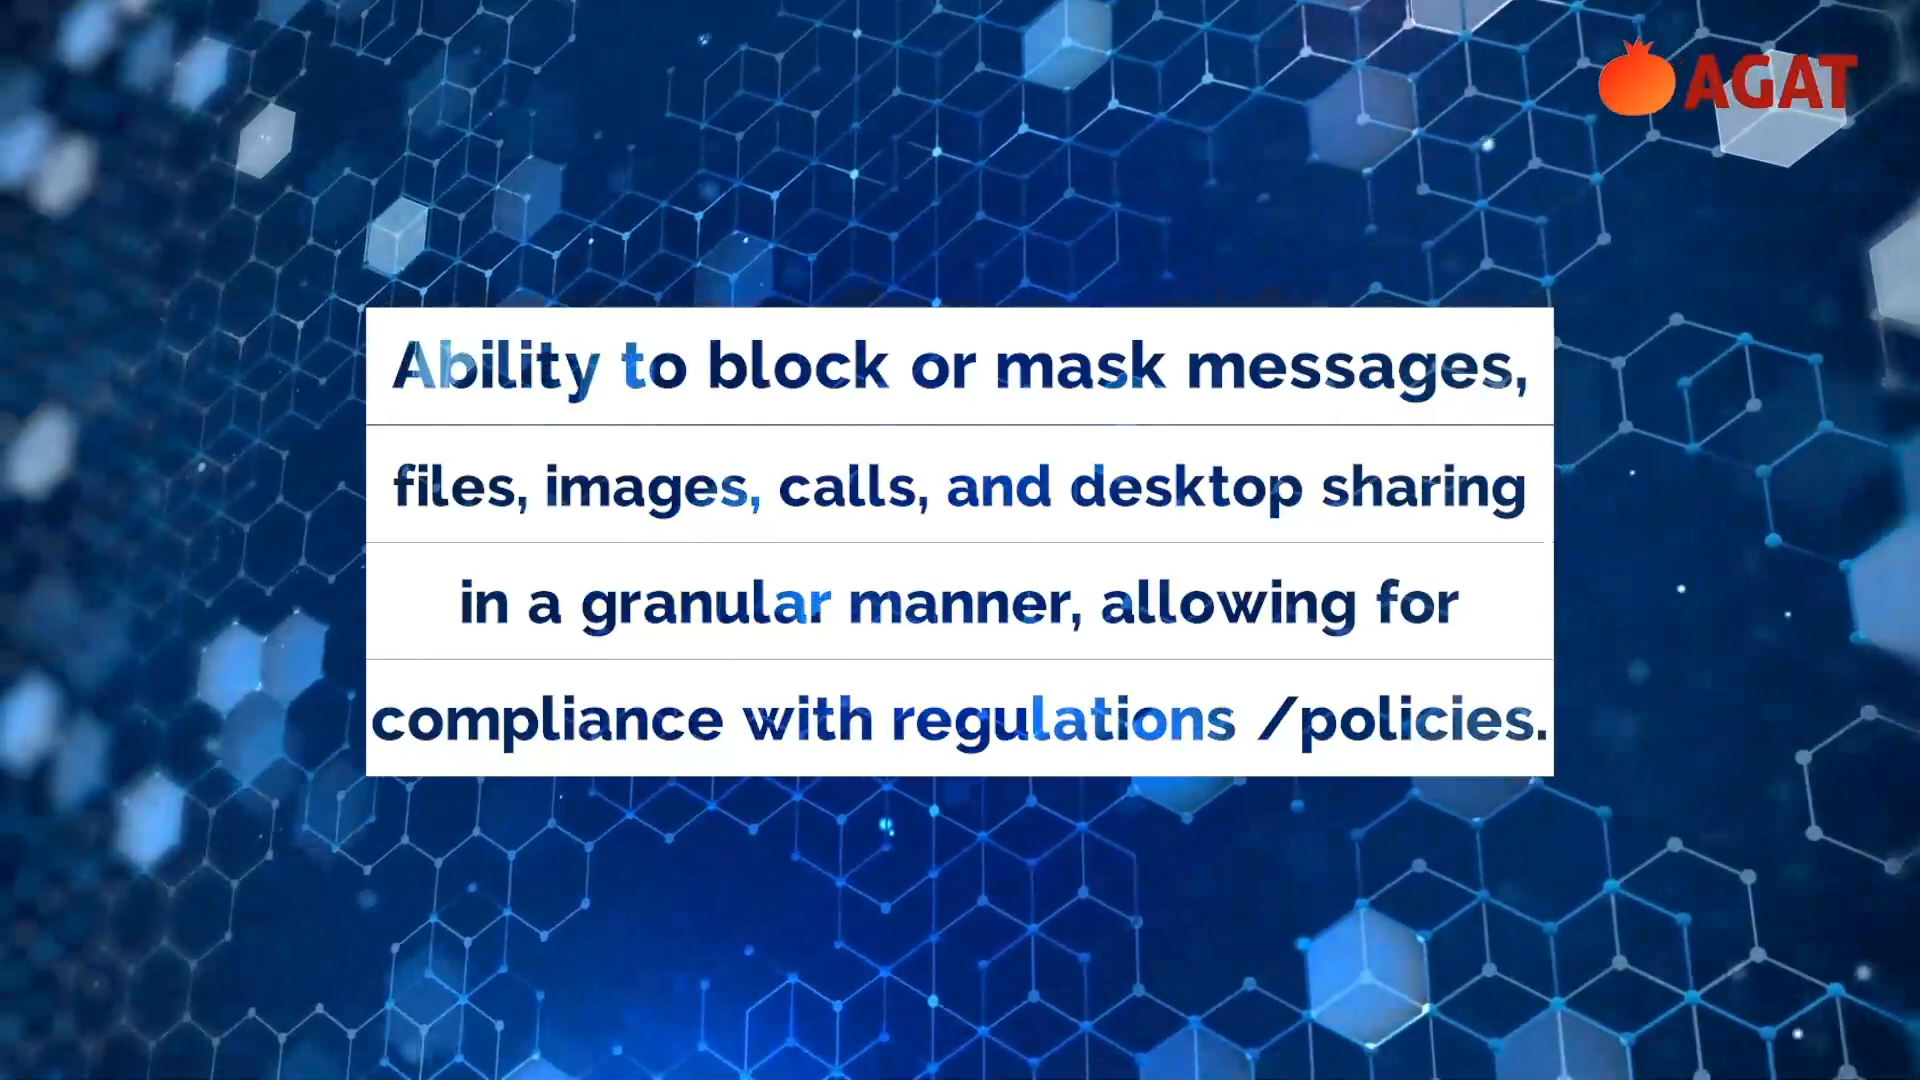 AGAT
Ability to block or mask messages,
files, images, calls, and desktop sharing
in a granular manner, allowing for
compliance with regulations /policies.